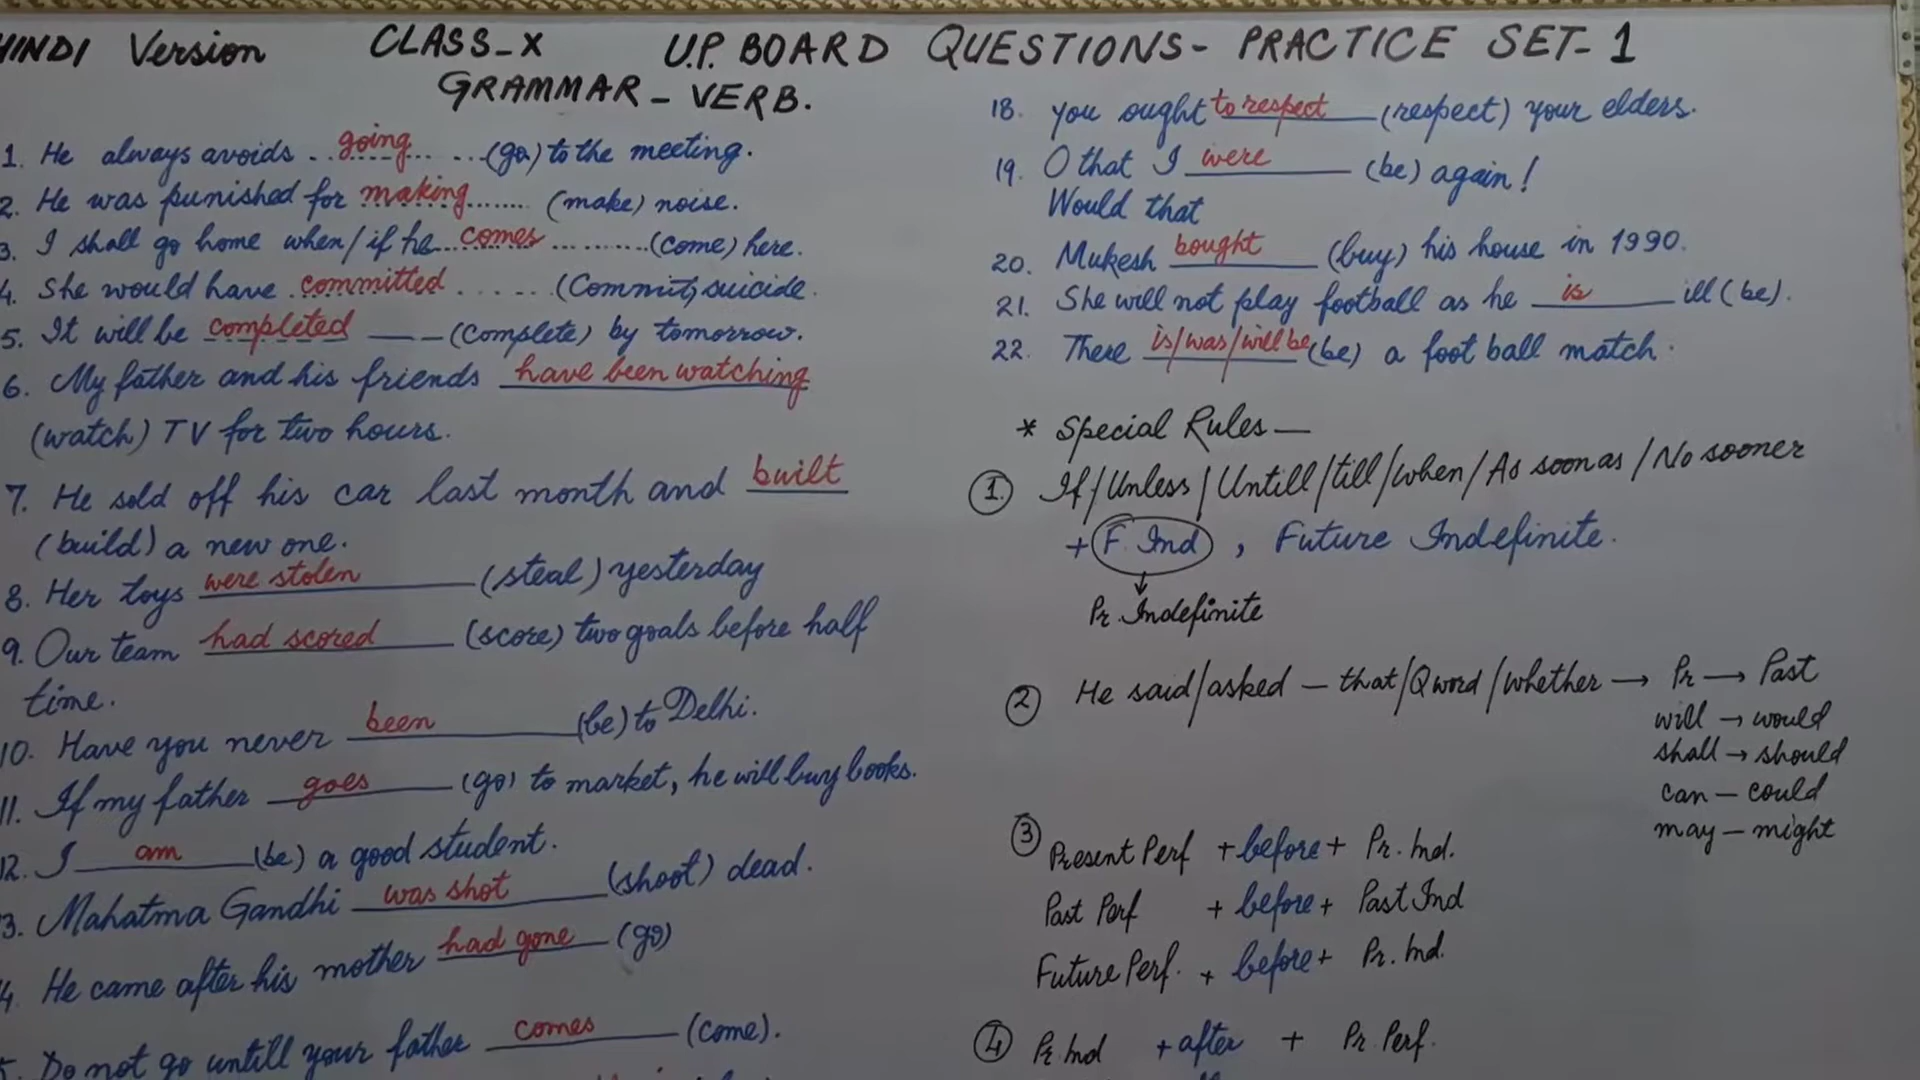 HINDI Version CLASS-X U.P. BOARD QUESTIONS- PRACTICE SET-1
GRAMMAR - VERB.
1. He always avoids ..going.....(go) to the meeting.
2. He was punished for making....... (make) noise.
3. I shall go home when/if he..comes..........(come) here.
4. She would have .committed..... (Commit) suicide.
5. It will be completed ____ (Complete) by tomorrow.
6. My father and his friends have been watching
(watch) TV for two hours.
7. He sold off his car last month and built
(build) a new one.
8. Her toys were stolen (steal) yesterday
9. Our team had scored (score) two goals before half
time.
10. Have you never been (be) to Delhi.
11. If my father goes (go) to market, he will buy books.
12. I am (be) a good student.
3. Mahatma Gandhi was shot (shoot) dead.
4. He came after his mother had gone (go)
5. Do not go untill your father comes (come).
18. you ought to respect (respect) your elders.
19. O that I were (be) again!
Would that
20. Mukesh bought (buy) his house in 1990.
21. She will not play football as he is ill (be).
22. There is/was/will be (be) a foot ball match.
* Special Rules —
1. If/Unless/Untill/till/when/As soon as/No sooner
+ F. Ind, Future Indefinite.
↓
Pr. Indefinite
2 He said/asked — that/Q word/whether → Pr → Past
will → would
shall → should
can — could
may — might
3 Present Perf + before + Pr. Ind.
Past Perf + before + Past Ind
Future Perf. + before + Pr. Ind.
4 Pr. Ind + after + Pr. Perf.